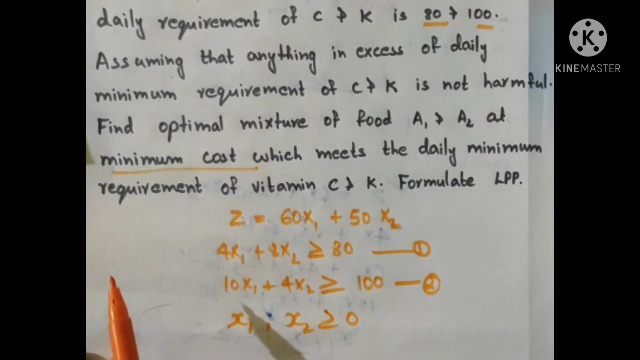 daily requirement of C & K is 80 & 100.
Assuming that anything in excess of daily
minimum requirement of C & K is not harmful.
Find optimal mixture of food A₁ & A₂ at
minimum cost which meets the daily minimum
requirement of vitamin C & K. Formulate LPP.
Z = 60X₁ + 50 X₂
4X₁ + 8X₂ ≥ 80 — ①
10X₁ + 4X₂ ≥ 100 — ②
x₁, x₂ ≥ 0
KINEMASTER